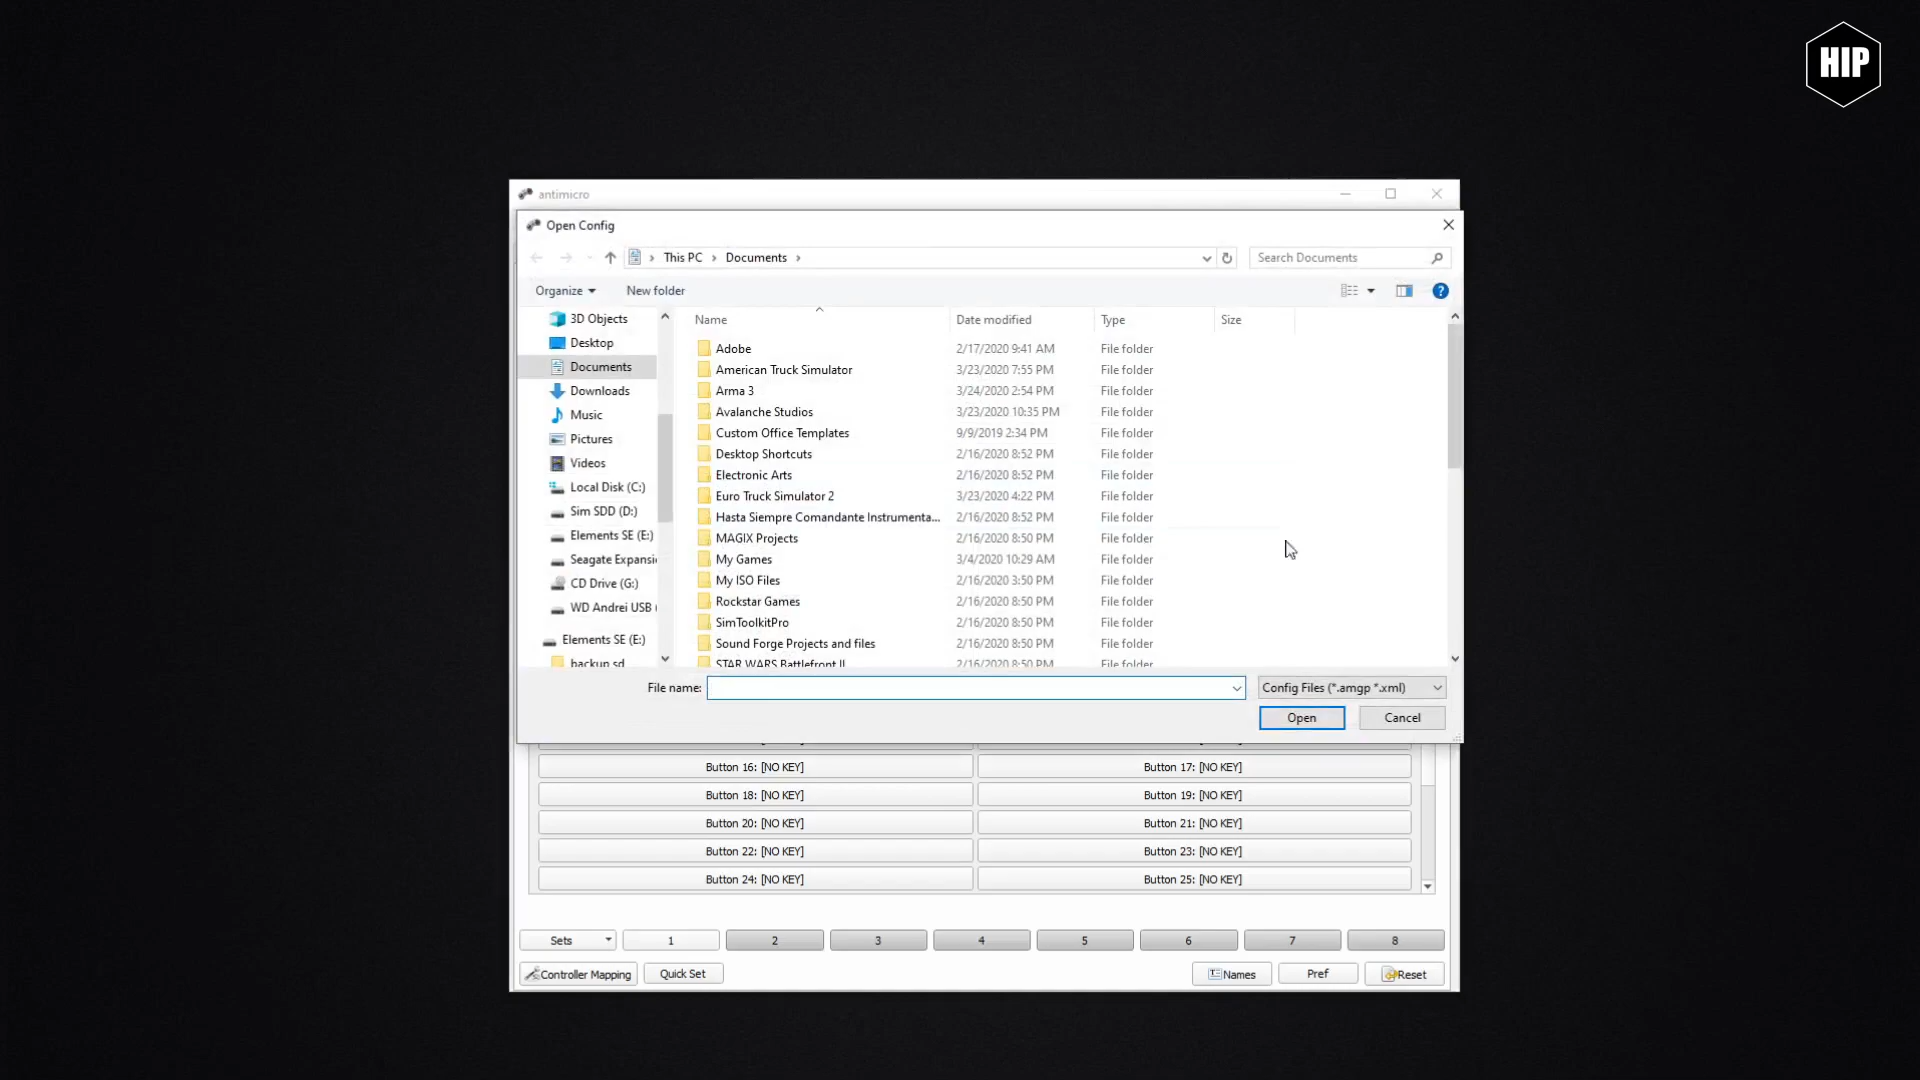 HIP
antimicro
Open Config
This PC > Documents >
Search Documents
Organize
New folder
Name Date modified Type Size
3D Objects
Desktop
Documents
Downloads
Music
Pictures
Videos
Local Disk (C:)
Sim SDD (D:)
Elements SE (E:)
Seagate Expansi
CD Drive (G:)
WD Andrei USB (
Elements SE (E:)
backup sd
Adobe 2/17/2020 9:41 AM File folder
American Truck Simulator 3/23/2020 7:55 PM File folder
Arma 3 3/24/2020 2:54 PM File folder
Avalanche Studios 3/23/2020 10:35 PM File folder
Custom Office Templates 9/9/2019 2:34 PM File folder
Desktop Shortcuts 2/16/2020 8:52 PM File folder
Electronic Arts 2/16/2020 8:52 PM File folder
Euro Truck Simulator 2 3/23/2020 4:22 PM File folder
Hasta Siempre Comandante Instrumenta... 2/16/2020 8:52 PM File folder
MAGIX Projects 2/16/2020 8:50 PM File folder
My Games 3/4/2020 10:29 AM File folder
My ISO Files 2/16/2020 3:50 PM File folder
Rockstar Games 2/16/2020 8:50 PM File folder
SimToolkitPro 2/16/2020 8:50 PM File folder
Sound Forge Projects and files 2/16/2020 8:50 PM File folder
STAR WARS Battlefront II 2/16/2020 8:50 PM File folder
File name:
Config Files (*.amgp *.xml)
Open
Cancel
Button 16: [NO KEY] Button 17: [NO KEY]
Button 18: [NO KEY] Button 19: [NO KEY]
Button 20: [NO KEY] Button 21: [NO KEY]
Button 22: [NO KEY] Button 23: [NO KEY]
Button 24: [NO KEY] Button 25: [NO KEY]
Sets 1 2 3 4 5 6 7 8
Controller Mapping Quick Set Names Pref Reset